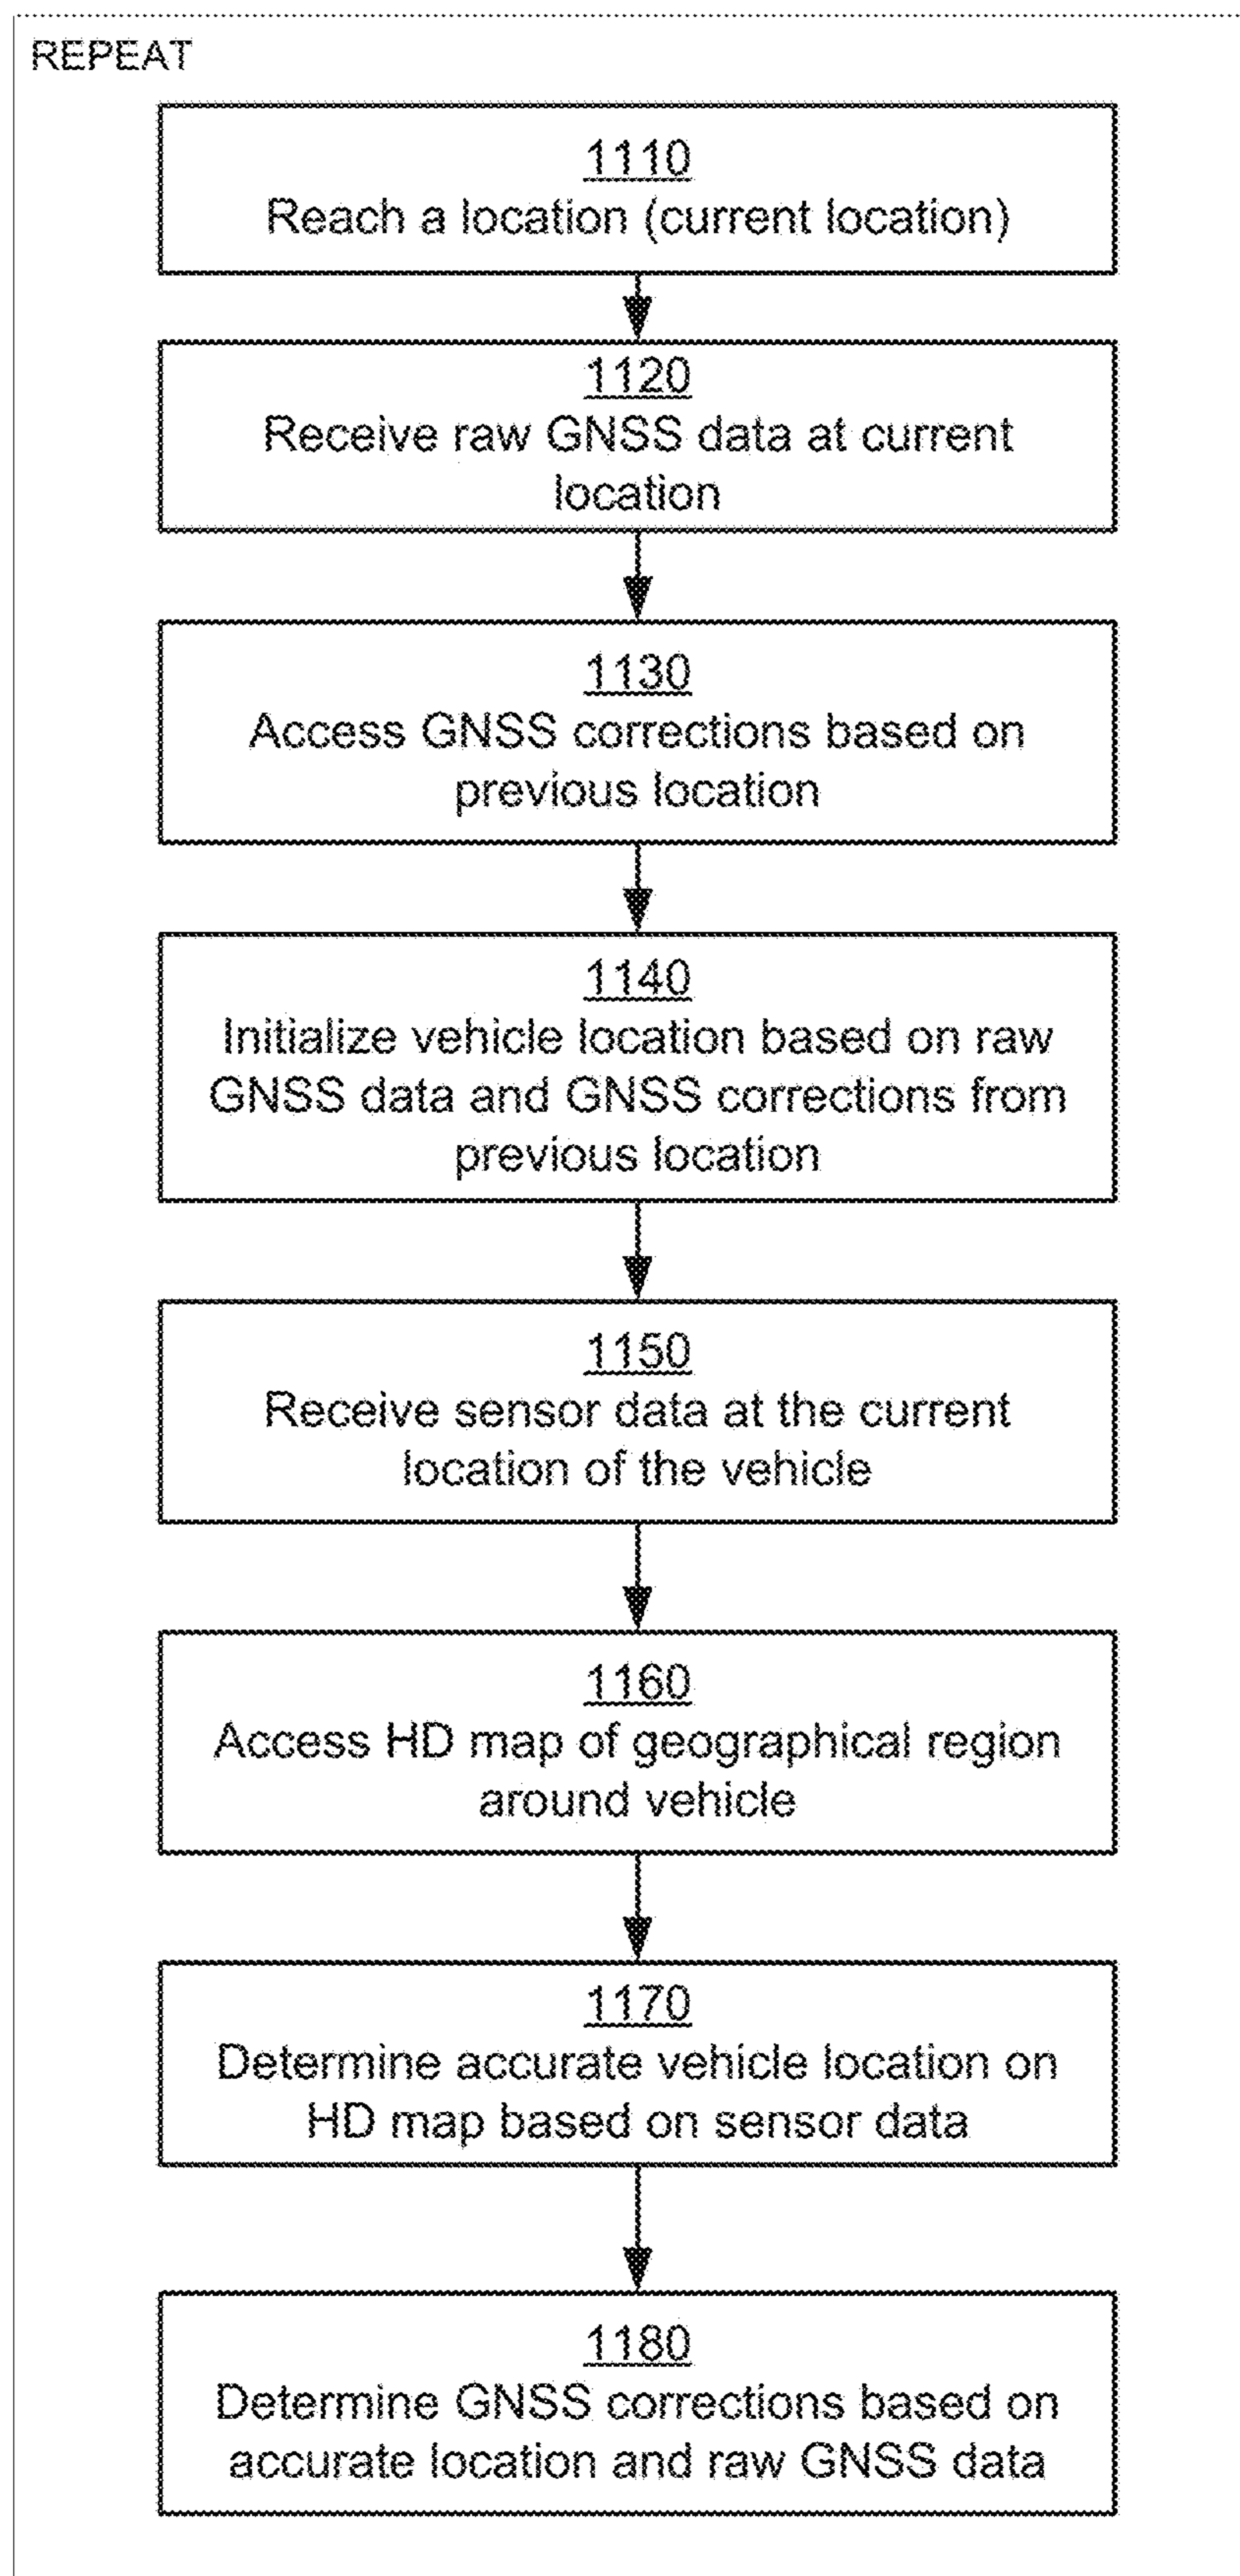 REPEAT
1110
Reach a location (current location)
1120
Receive raw GNSS data at current
location
1130
Access GNSS corrections based on
previous location
1140
Initialize vehicle location based on raw
GNSS data and GNSS corrections from
previous location
1150
Receive sensor data at the current
location of the vehicle
1160
Access HD map of geographical region
around vehicle
1170
Determine accurate vehicle location on
HD map based on sensor data
1180
Determine GNSS corrections based on
accurate location and raw GNSS data